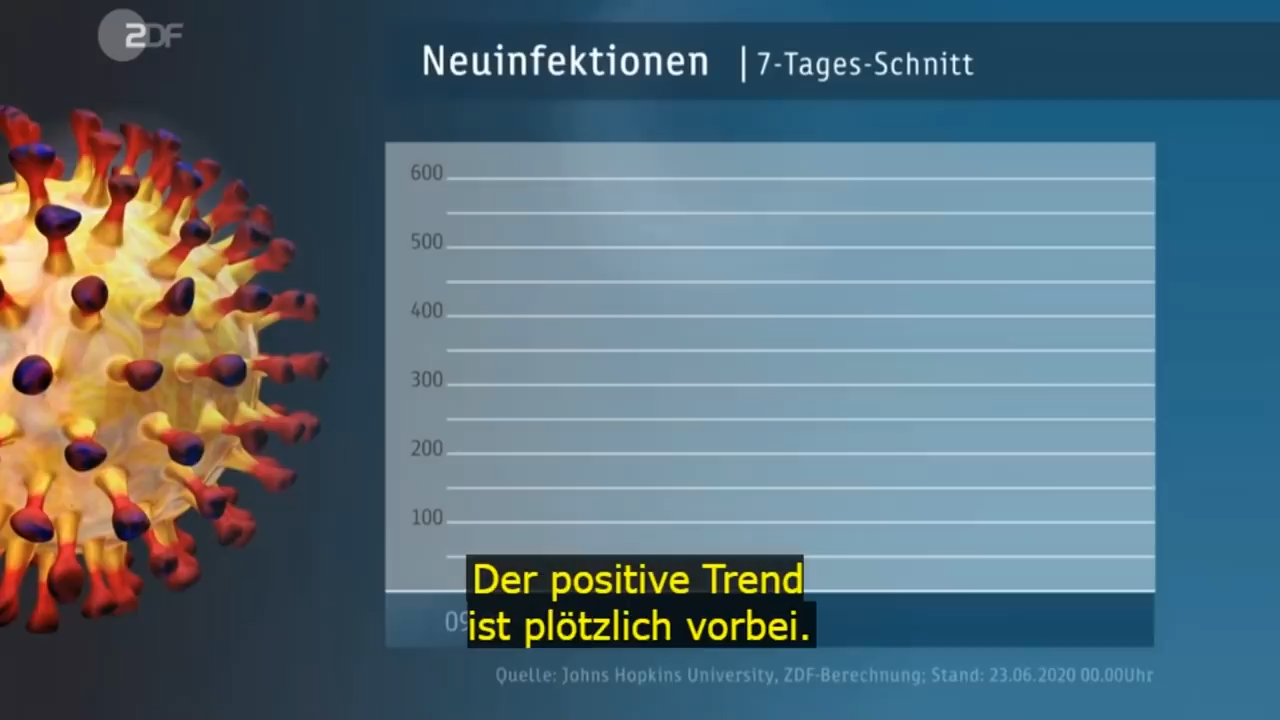 ZDF
Neuinfektionen | 7-Tages-Schnitt
600
500
400
300
200
100
Der positive Trend
ist plötzlich vorbei.
Quelle: Johns Hopkins University, ZDF-Berechnung; Stand: 23.06.2020 00.00Uhr